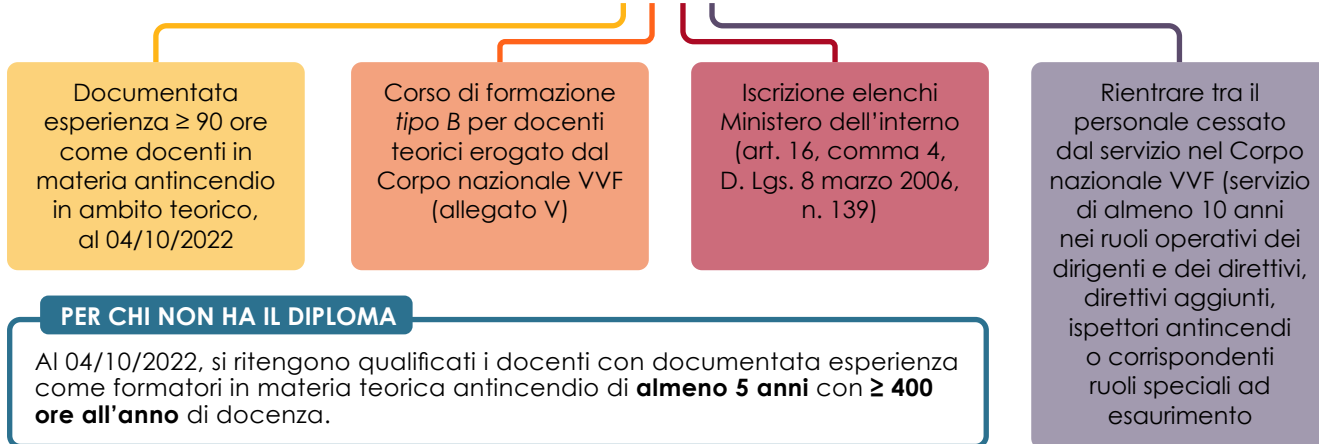 Documentata
esperienza ≥ 90 ore
come docenti in
materia antincendio
in ambito teorico,
al 04/10/2022
Corso di formazione
tipo B per docenti
teorici erogato dal
Corpo nazionale VVF
(allegato V)
Iscrizione elenchi
Ministero dell'interno
(art. 16, comma 4,
D. Lgs. 8 marzo 2006,
n. 139)
Rientrare tra il
personale cessato
dal servizio nel Corpo
nazionale VVF (servizio
di almeno 10 anni
nei ruoli operativi dei
dirigenti e dei direttivi,
direttivi aggiunti,
ispettori antincendi
o corrispondenti
ruoli speciali ad
esaurimento
PER CHI NON HA IL DIPLOMA
Al 04/10/2022, si ritengono qualificati i docenti con documentata esperienza
come formatori in materia teorica antincendio di almeno 5 anni con ≥ 400
ore all'anno di docenza.